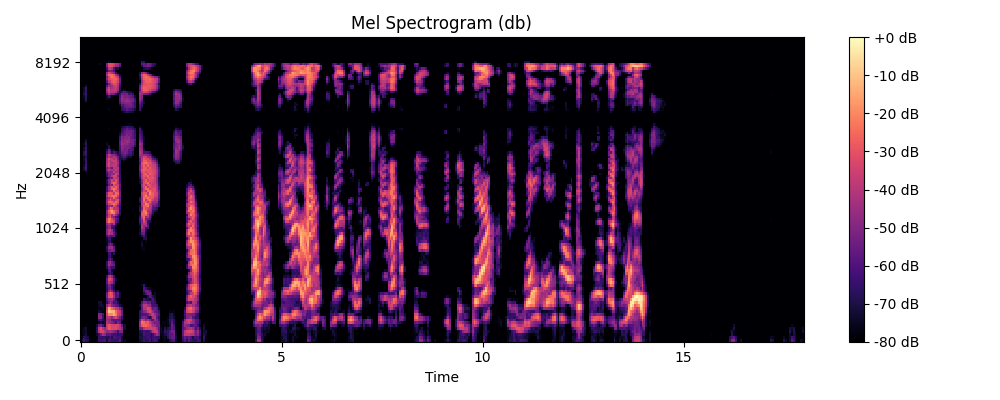 Mel Spectrogram (db)
8192
4096
2048
1024
512
0
Hz
0
5
10
15
Time
+0 dB
-10 dB
-20 dB
-30 dB
-40 dB
-50 dB
-60 dB
-70 dB
-80 dB